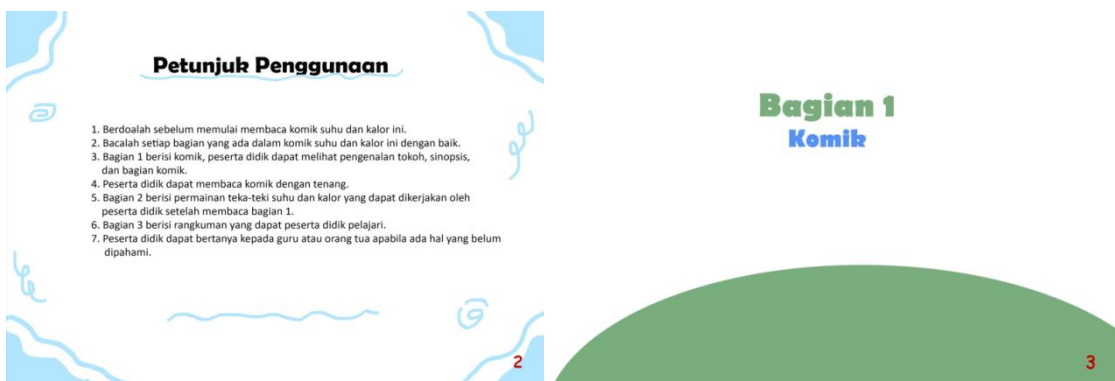 Petunjuk Penggunaan
1. Berdoalah sebelum memulai membaca komik suhu dan kalor ini.
2. Bacalah setiap bagian yang ada dalam komik suhu dan kalor ini dengan baik.
3. Bagian 1 berisi komik, peserta didik dapat melihat pengenalan tokoh, sinopsis,
dan bagian komik.
4. Peserta didik dapat membaca komik dengan tenang.
5. Bagian 2 berisi permainan teka-teki suhu dan kalor yang dapat dikerjakan oleh
peserta didik setelah membaca bagian 1.
6. Bagian 3 berisi rangkuman yang dapat peserta didik pelajari.
7. Peserta didik dapat bertanya kepada guru atau orang tua apabila ada hal yang belum
dipahami.
2
Bagian 1
Komik
3